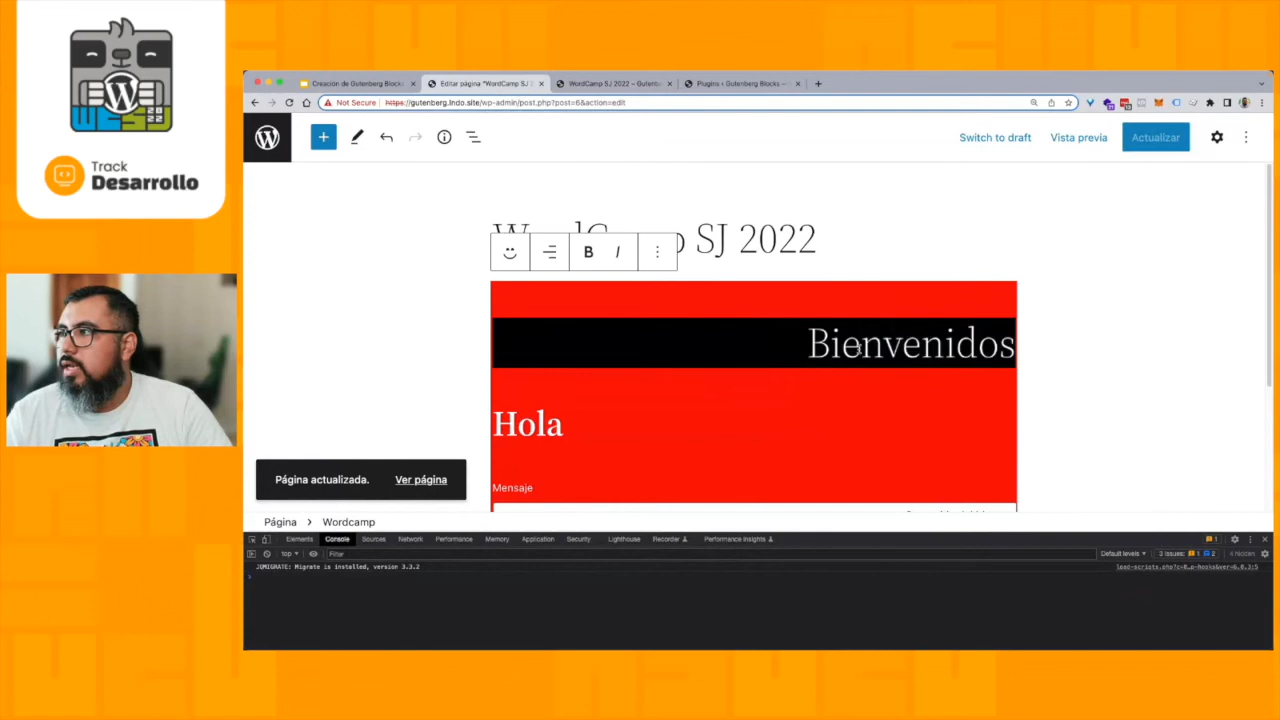 WCSJ
2022
Track
Desarrollo
Creación de Gutenberg Blocks
Editar página "WordCamp SJ 2
WordCamp SJ 2022 – Gutenb
Plugins ‹ Gutenberg Blocks —
Not Secure
https://gutenberg.lndo.site/wp-admin/post.php?post=6&action=edit
Switch to draft
Vista previa
Actualizar
SJ 2022
B I
Bienvenidos
Hola
Mensaje
Página actualizada.
Ver página
Página
Wordcamp
Elements
Console
Sources
Network
Performance
Memory
Application
Security
Lighthouse
Recorder
Performance insights
1
top
Filter
Default levels
3 Issues: 1 2
4 hidden
JQMIGRATE: Migrate is installed, version 3.3.2